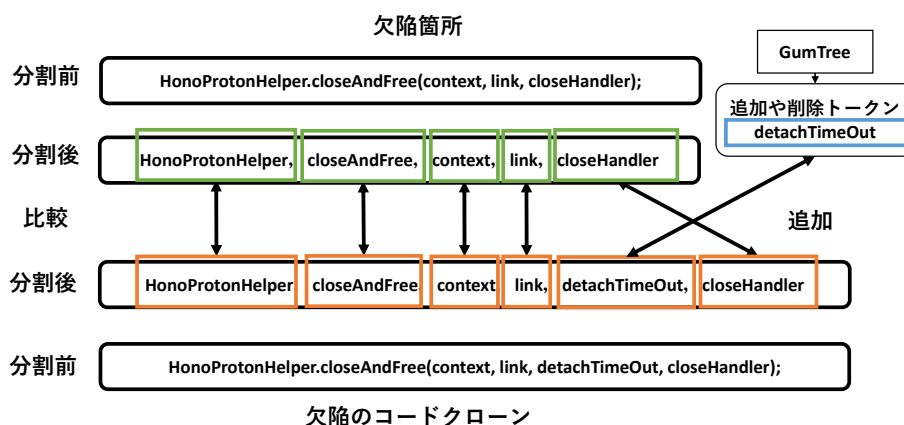 欠陥箇所
GumTree
分割前
HonoProtonHelper.closeAndFree(context, link, closeHandler);
追加や削除トークン
detachTimeOut
分割後
HonoProtonHelper, closeAndFree, context, link, closeHandler
比較
追加
分割後
HonoProtonHelper closeAndFree context link, detachTimeOut, closeHandler
分割前
HonoProtonHelper.closeAndFree(context, link, detachTimeOut, closeHandler);
欠陥のコードクローン